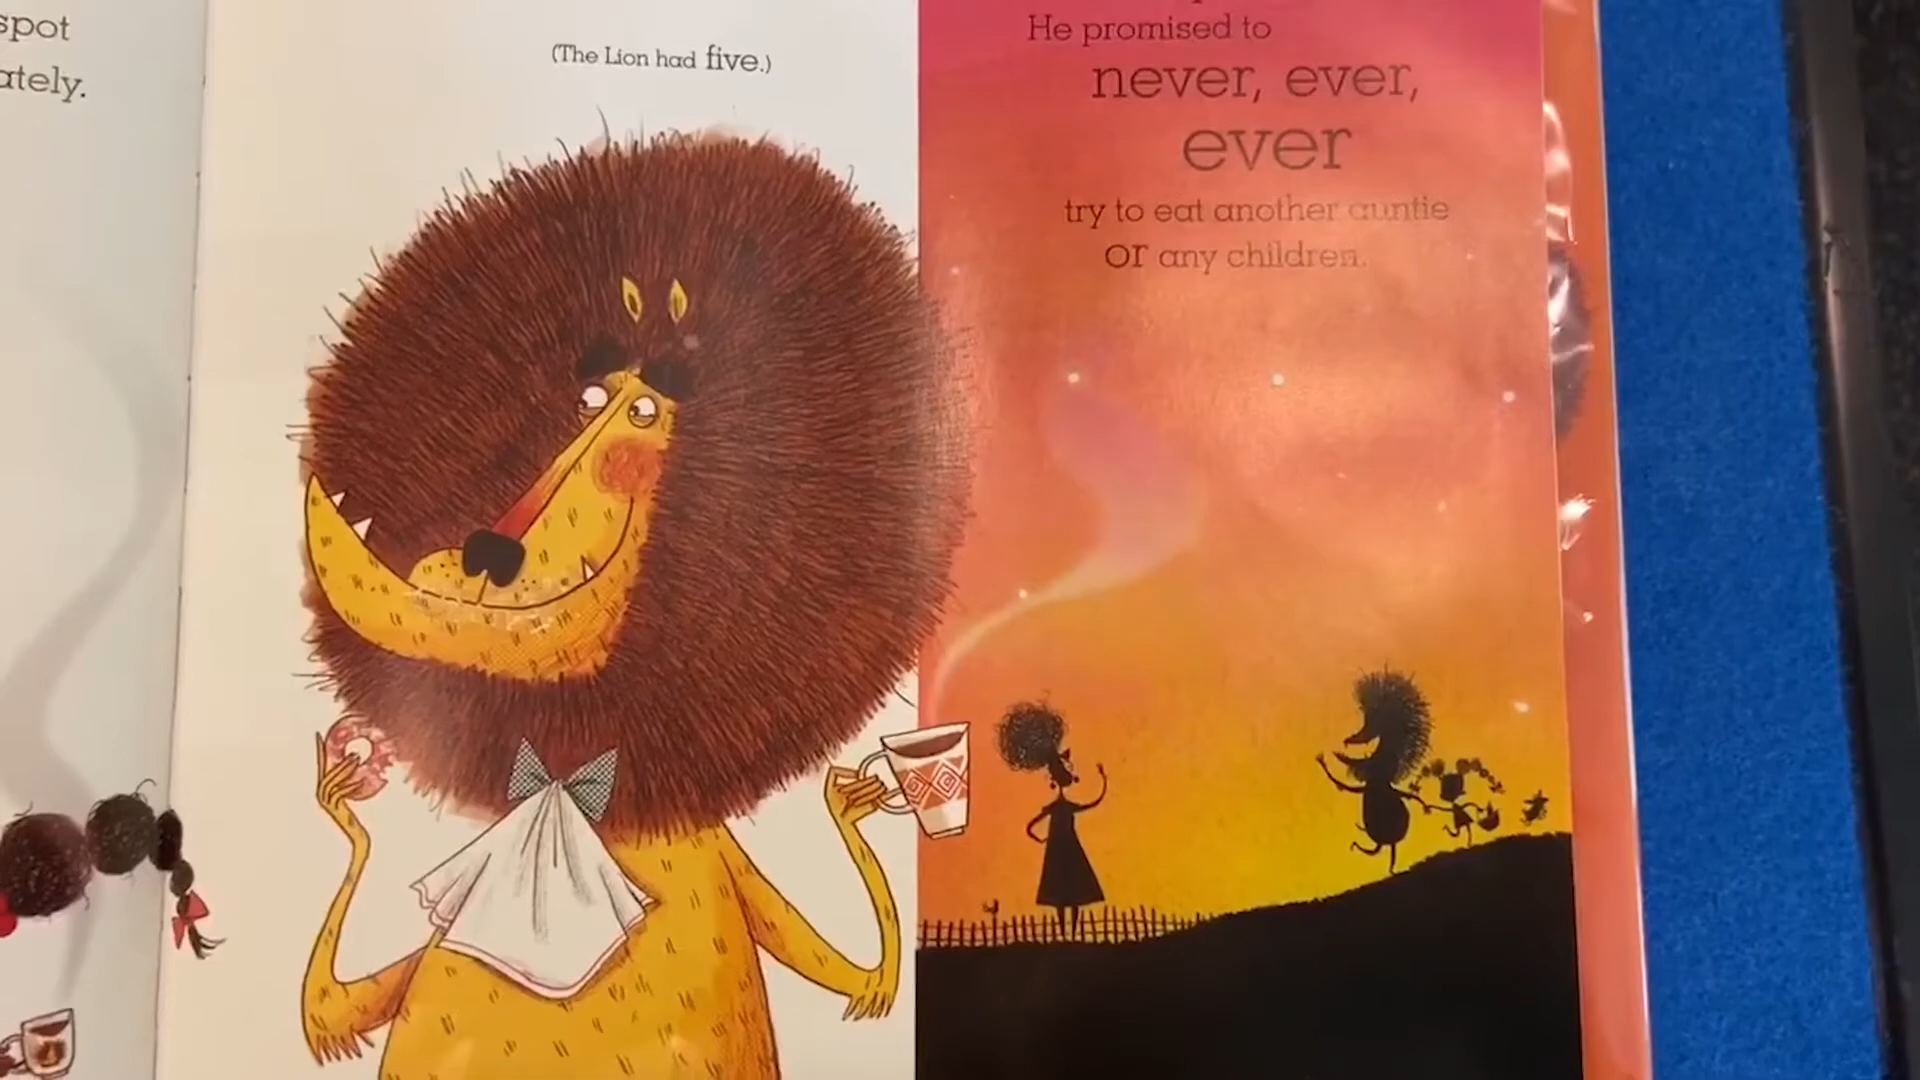 spot
ately.
(The Lion had five.)
He promised to
never, ever,
ever
try to eat another auntie
or any children.